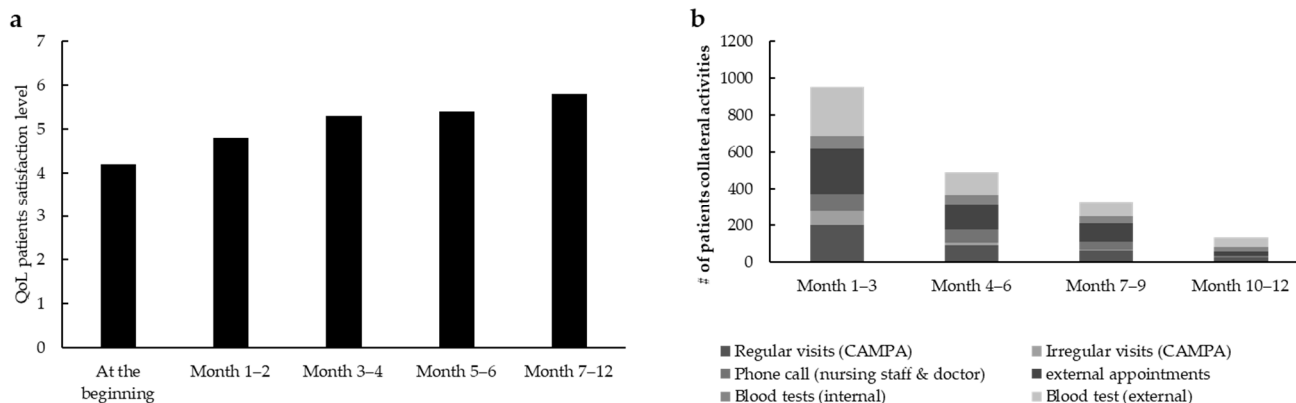 a
QoL patients satisfaction level
7
6
5
4
3
2
1
0
At the beginning
Month 1–2
Month 3–4
Month 5–6
Month 7–12
b
# of patients collateral activities
1200
1000
800
600
400
200
0
Month 1–3
Month 4–6
Month 7–9
Month 10–12
Regular visits (CAMPA)
Irregular visits (CAMPA)
Phone call (nursing staff & doctor)
external appointments
Blood tests (internal)
Blood test (external)